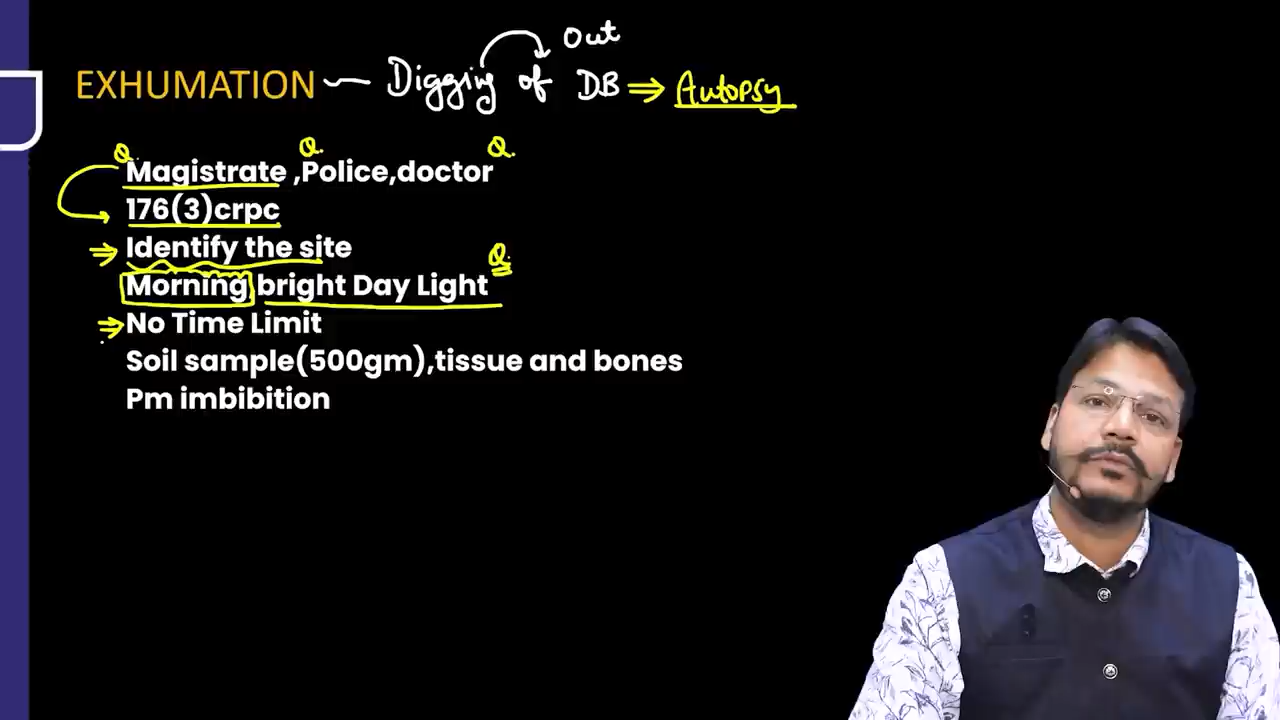 Out
EXHUMATION — Digging of DB ⇒ Autopsy
Q. Q. Q.
Magistrate ,Police,doctor
176(3)crpc
⇒ Identify the site
Q.
Morning bright Day Light
⇒ No Time Limit
Soil sample(500gm),tissue and bones
Pm imbibition